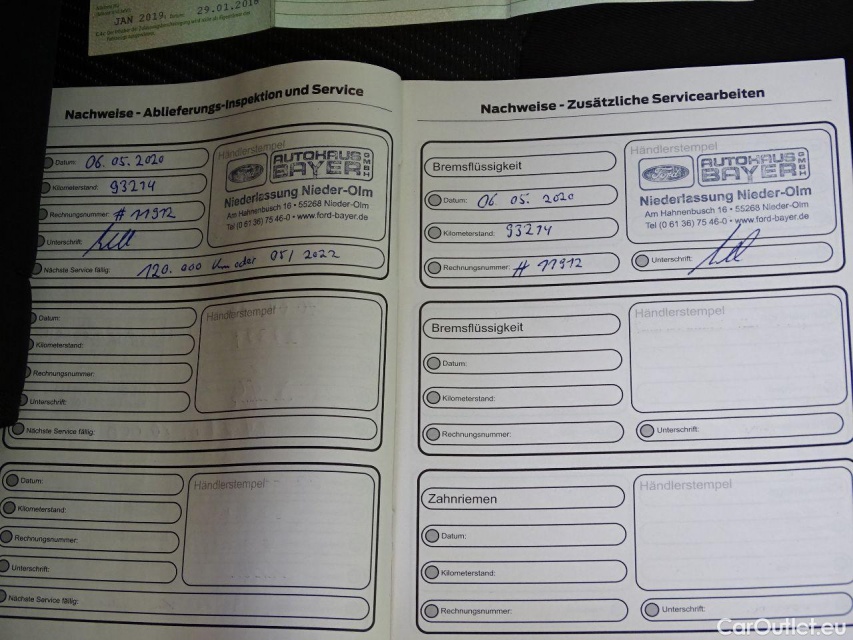 JAN 2019
29.01.2019
Nachweise - Ablieferungs-Inspektion und Service
Datum: 06.05.2020
Kilometerstand: 93214
Rechnungsnummer: # 11912
Unterschrift:
Nächste Service fällig: 120.000 Km oder 05/2022
Händlerstempel
Ford
AUTOHAUS
BAYER GMBH
Niederlassung Nieder-Olm
Am Hahnenbusch 16 • 55268 Nieder-Olm
Tel (0 61 36) 75 46-0 • www.ford-bayer.de
Datum:
Kilometerstand:
Rechnungsnummer:
Unterschrift:
Nächste Service fällig:
Händlerstempel
Datum:
Kilometerstand:
Rechnungsnummer:
Unterschrift:
Nächste Service fällig:
Händlerstempel
Nachweise - Zusätzliche Servicearbeiten
Bremsflüssigkeit
Datum: 06.05.2020
Kilometerstand: 93214
Rechnungsnummer: # 11912
Händlerstempel
Ford
AUTOHAUS
BAYER GMBH
Niederlassung Nieder-Olm
Am Hahnenbusch 16 • 55268 Nieder-Olm
Tel (0 61 36) 75 46-0 • www.ford-bayer.de
Unterschrift:
Bremsflüssigkeit
Datum:
Kilometerstand:
Rechnungsnummer:
Händlerstempel
Unterschrift:
Zahnriemen
Datum:
Kilometerstand:
Rechnungsnummer:
Händlerstempel
Unterschrift:
CarOutlet.eu